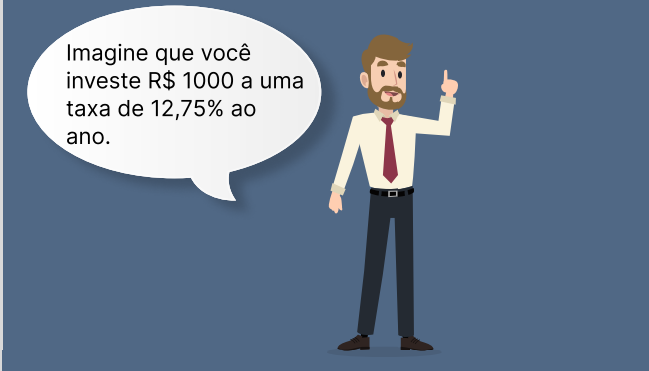 Imagine que você
investe R$ 1000 a uma
taxa de 12,75% ao
ano.